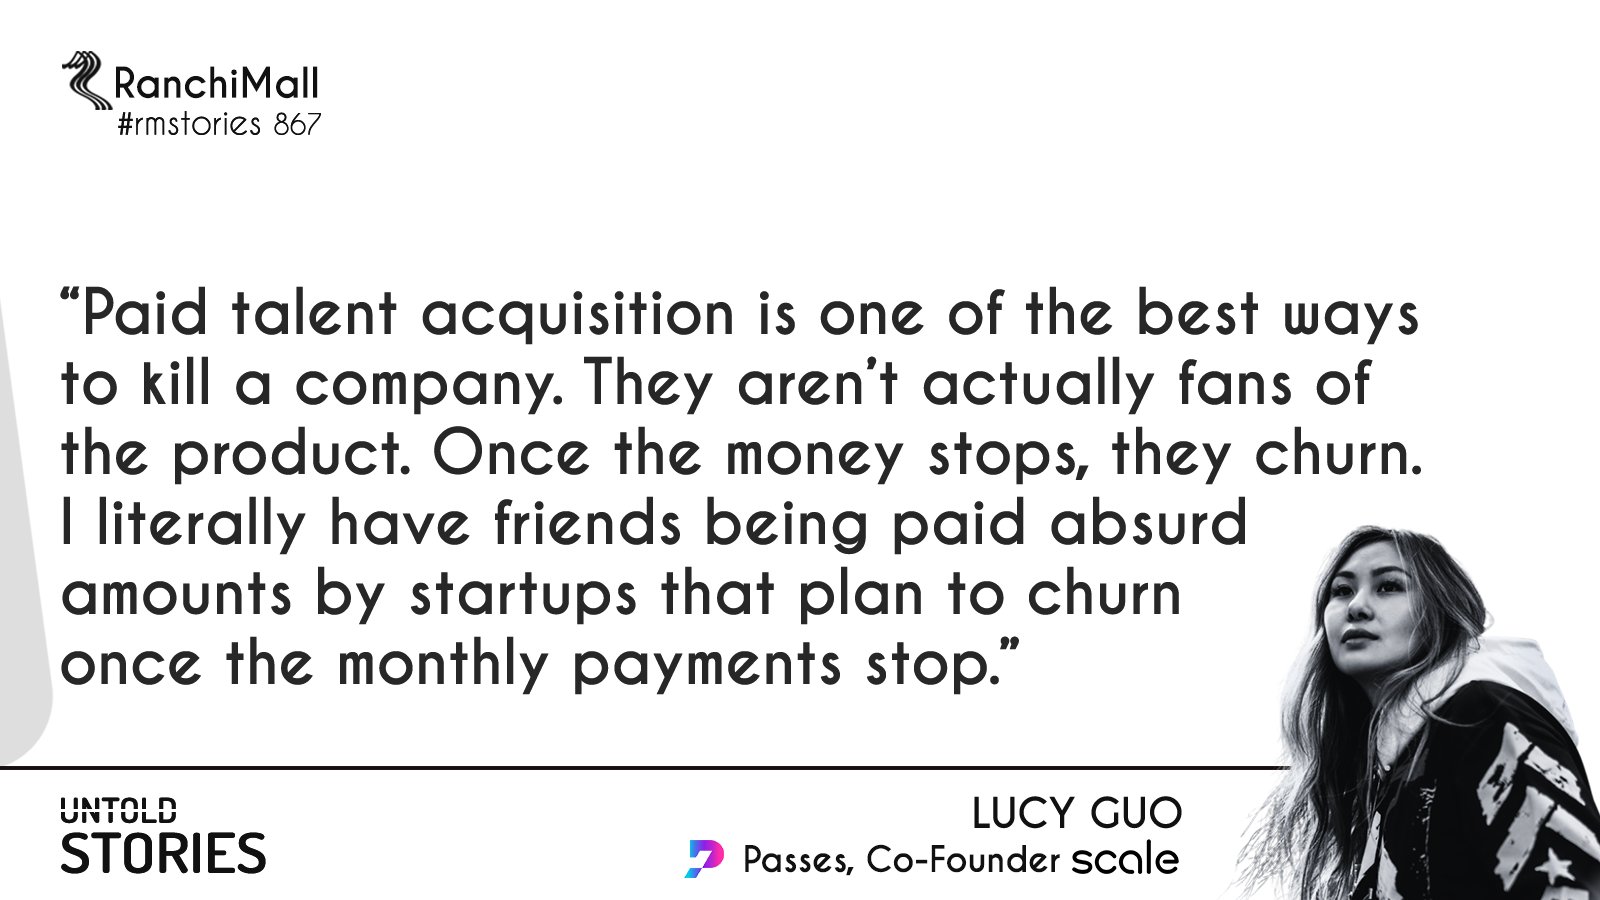 RanchiMall
#rmstories 867
“Paid talent acquisition is one of the best ways
to kill a company. They aren’t actually fans of
the product. Once the money stops, they churn.
I literally have friends being paid absurd
amounts by startups that plan to churn
once the monthly payments stop.”
UNTOLD
STORIES
LUCY GUO
Passes, Co-Founder scale